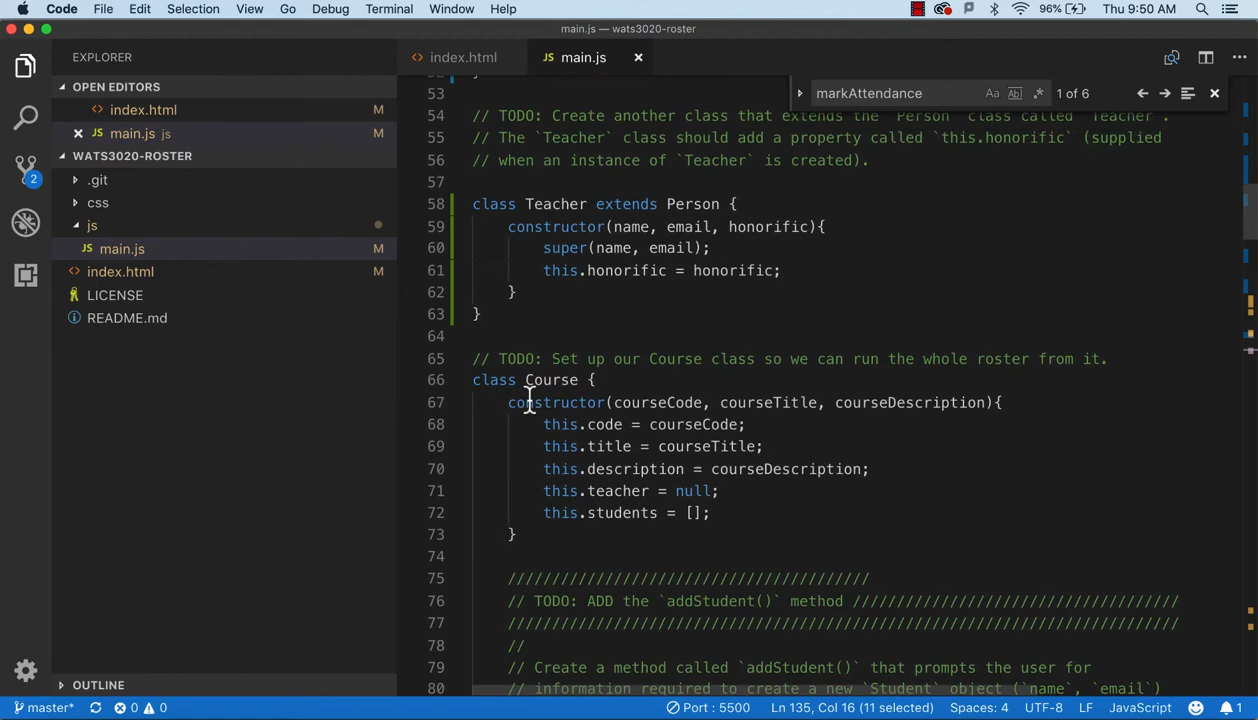 Code File Edit Selection View Go Debug Terminal Window Help 96% Thu 9:50 AM
main.js — wats3020-roster
EXPLORER
OPEN EDITORS
index.html M
main.js js M
WATS3020-ROSTER
.git
css
js
main.js M
index.html M
LICENSE
README.md
OUTLINE
2
index.html
JS main.js
markAttendance Aa Abl .* 1 of 6
53
54 // TODO: Create another class that extends the `Person` class called `Teacher`.
55 // The `Teacher` class should add a property called `this.honorific` (supplied
56 // when an instance of `Teacher` is created).
57
58 class Teacher extends Person {
59 constructor(name, email, honorific){
60 super(name, email);
61 this.honorific = honorific;
62 }
63 }
64
65 // TODO: Set up our Course class so we can run the whole roster from it.
66 class Course {
67 constructor(courseCode, courseTitle, courseDescription){
68 this.code = courseCode;
69 this.title = courseTitle;
70 this.description = courseDescription;
71 this.teacher = null;
72 this.students = [];
73 }
74
75 /////////////////////////////////////////
76 // TODO: ADD the `addStudent()` method /////////////////////////////////////
77 ////////////////////////////////////////////////////////////////////////////
78 //
79 // Create a method called `addStudent()` that prompts the user for
80 // information required to create a new `Student` object (`name`, `email`)
master* 0 0 Port : 5500 Ln 135, Col 16 (11 selected) Spaces: 4 UTF-8 LF JavaScript 1